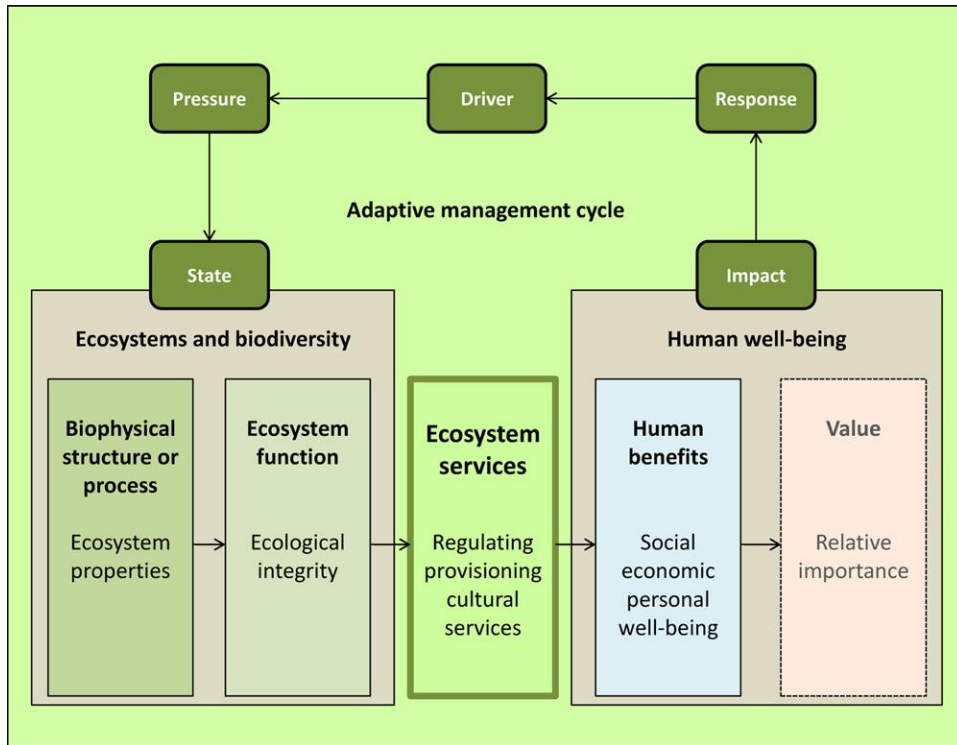 Pressure
Driver
Response
Adaptive management cycle
State
Impact
Ecosystems and biodiversity
Human well-being
Biophysical
structure or
process
Ecosystem
properties
Ecosystem
function
Ecological
integrity
Ecosystem
services
Regulating
provisioning
cultural
services
Human
benefits
Social
economic
personal
well-being
Value
Relative
importance